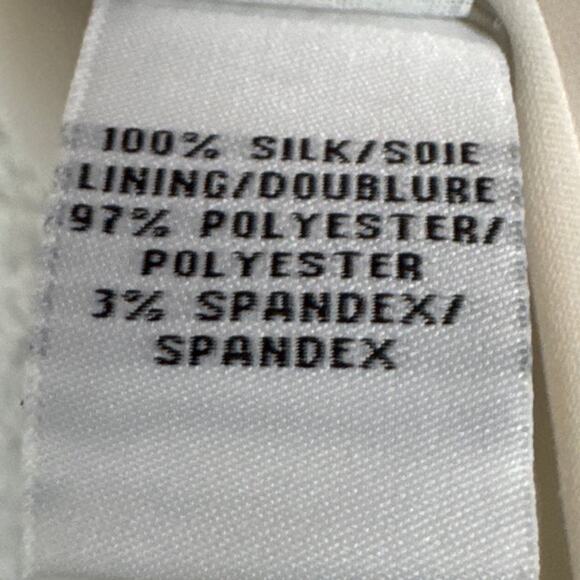 100% SILK/SOIE
LINING/DOUBLURE
97% POLYESTER/
POLYESTER
3% SPANDEX/
SPANDEX